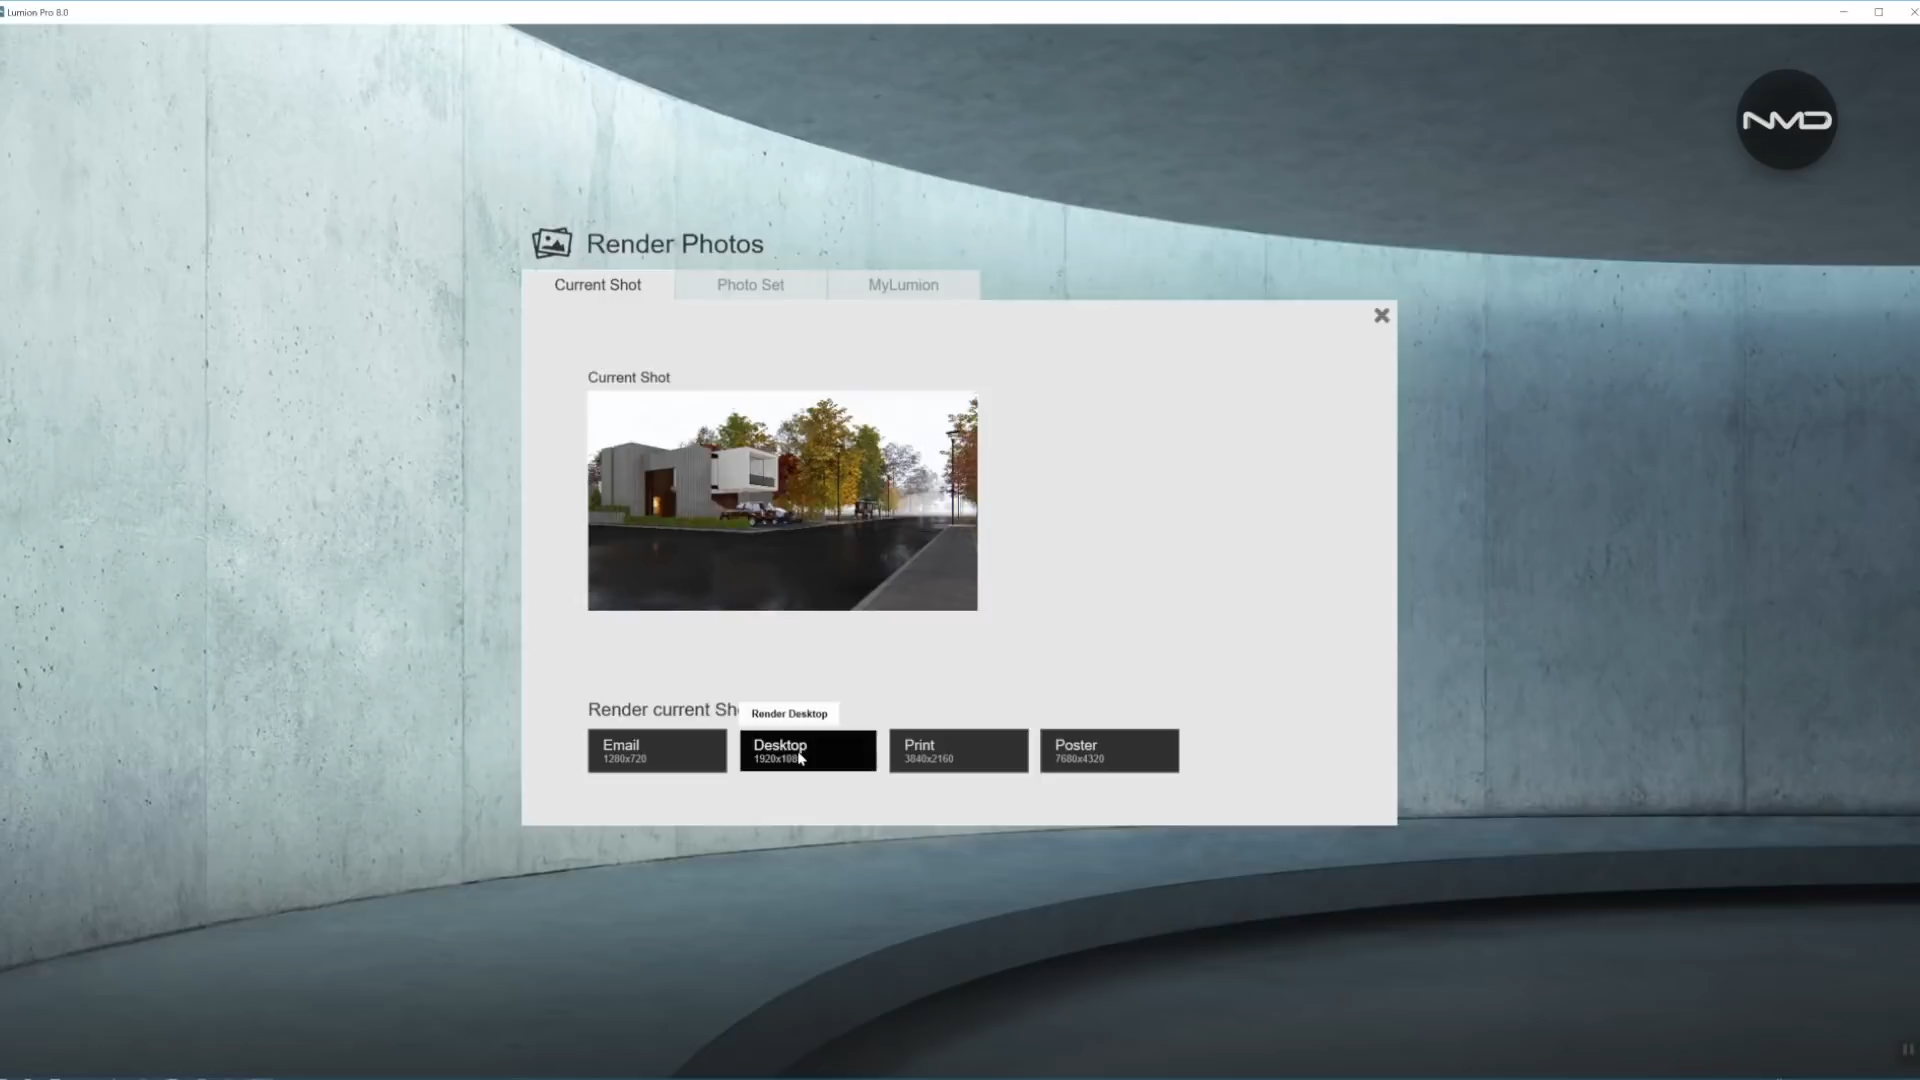 Lumion Pro 8.0
NMD
Render Photos
Current Shot
Photo Set
MyLumion
Current Shot
Render current Sh
Render Desktop
Email
1280x720
Desktop
1920x108
Print
3840x2160
Poster
7680x4320